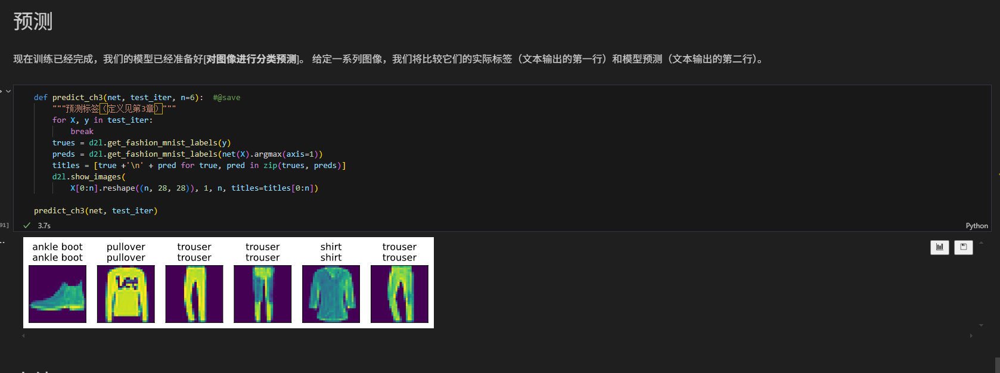 预测
现在训练已经完成，我们的模型已经准备好[对图像进行分类预测]。 给定一系列图像，我们将比较它们的实际标签（文本输出的第一行）和模型预测（文本输出的第二行）。
def predict_ch3(net, test_iter, n=6):  #@save
"""预测标签（定义见第3章）"""
for X, y in test_iter:
break
trues = d2l.get_fashion_mnist_labels(y)
preds = d2l.get_fashion_mnist_labels(net(X).argmax(axis=1))
titles = [true +'\n' + pred for true, pred in zip(trues, preds)]
d2l.show_images(
X[0:n].reshape((n, 28, 28)), 1, n, titles=titles[0:n])
predict_ch3(net, test_iter)
91] 3.7s Python
ankle boot pullover trouser trouser shirt trouser
ankle boot pullover trouser trouser shirt trouser
Lee